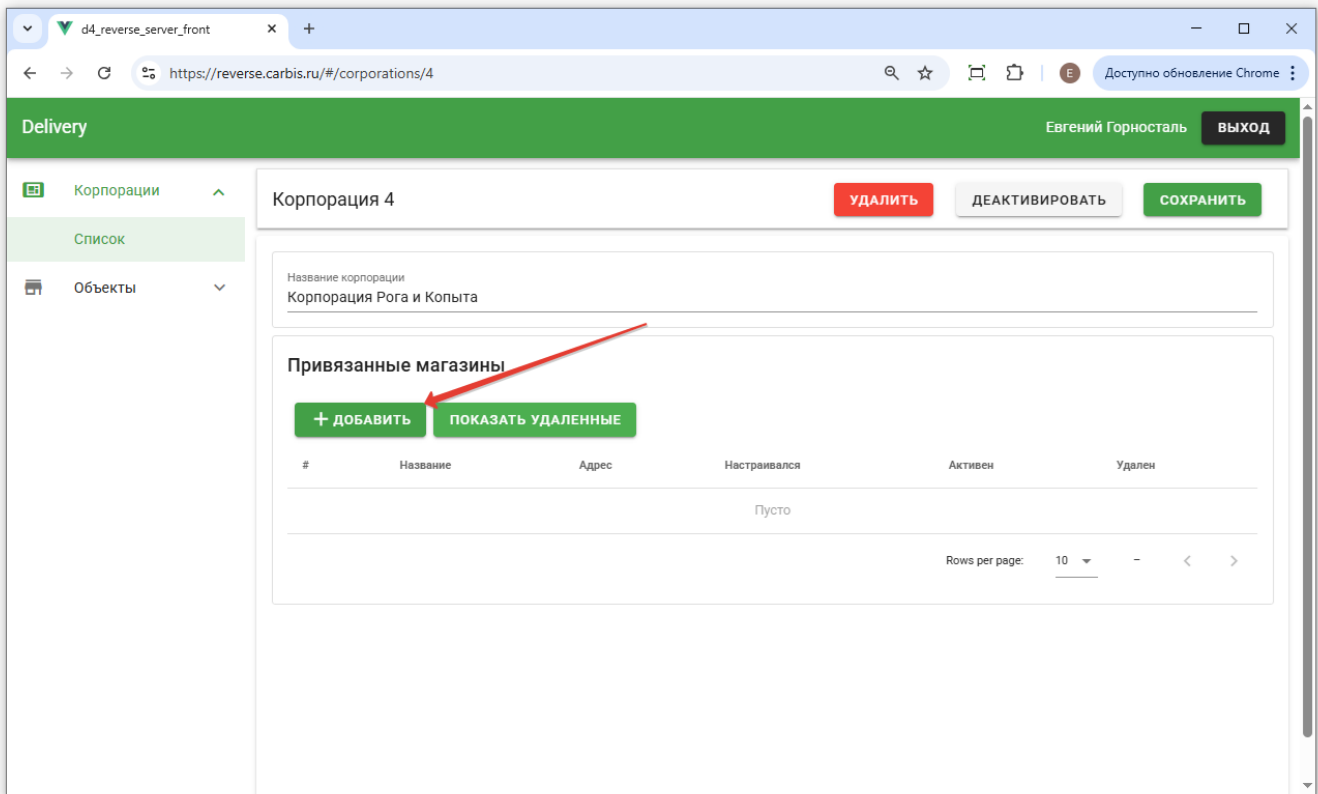 d4_reverse_server_front
https://reverse.carbis.ru/#/corporations/4
E
Доступно обновление Chrome
Delivery
Евгений Горносталь
ВЫХОД
Корпорации
Список
Объекты
Корпорация 4
УДАЛИТЬ
ДЕАКТИВИРОВАТЬ
СОХРАНИТЬ
Название корпорации
Корпорация Рога и Копыта
Привязанные магазины
+ ДОБАВИТЬ
ПОКАЗАТЬ УДАЛЕННЫЕ
# Название Адрес Настраивался Активен Удален
Пусто
Rows per page: 10 –